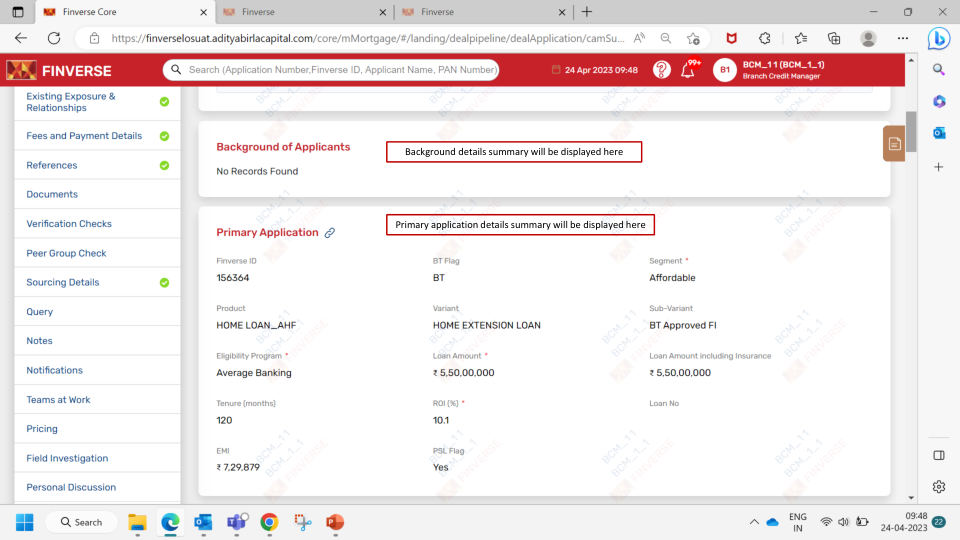 Finverse Core
Finverse
Finverse
https://finverselosuat.adityabirlacapital.com/core/mMortgage/#/landing/dealpipeline/dealApplication/camSu...
FINVERSE
Search (Application Number,Finverse ID, Applicant Name, PAN Number)
24 Apr 2023 09:48
99+
B1
BCM_11 (BCM_1_1)
Branch Credit Manager
Existing Exposure &
Relationships
Fees and Payment Details
References
Documents
Verification Checks
Peer Group Check
Sourcing Details
Query
Notes
Notifications
Teams at Work
Pricing
Field Investigation
Personal Discussion
Background of Applicants
Background details summary will be displayed here
No Records Found
Primary Application
Primary application details summary will be displayed here
Finverse ID
156364
BT Flag
BT
Segment *
Affordable
Product
HOME LOAN_AHF
Variant
HOME EXTENSION LOAN
Sub-Variant
BT Approved FI
Eligibility Program *
Average Banking
Loan Amount *
₹ 5,50,00,000
Loan Amount including Insurance
₹ 5,50,00,000
Tenure (months)
120
ROI (%) *
10.1
Loan No
EMI
₹ 7,29,879
PSL Flag
Yes
BCM_11
BCM_1_1
FINVERSE
Search
ENG
IN
09:48
24-04-2023
22